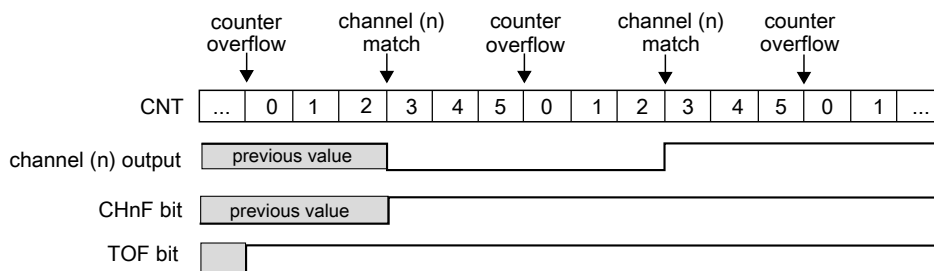 counter overflow
channel (n) match
counter overflow
channel (n) match
counter overflow
CNT ... 0 1 2 3 4 5 0 1 2 3 4 5 0 1 ...
channel (n) output previous value
CHnF bit previous value
TOF bit